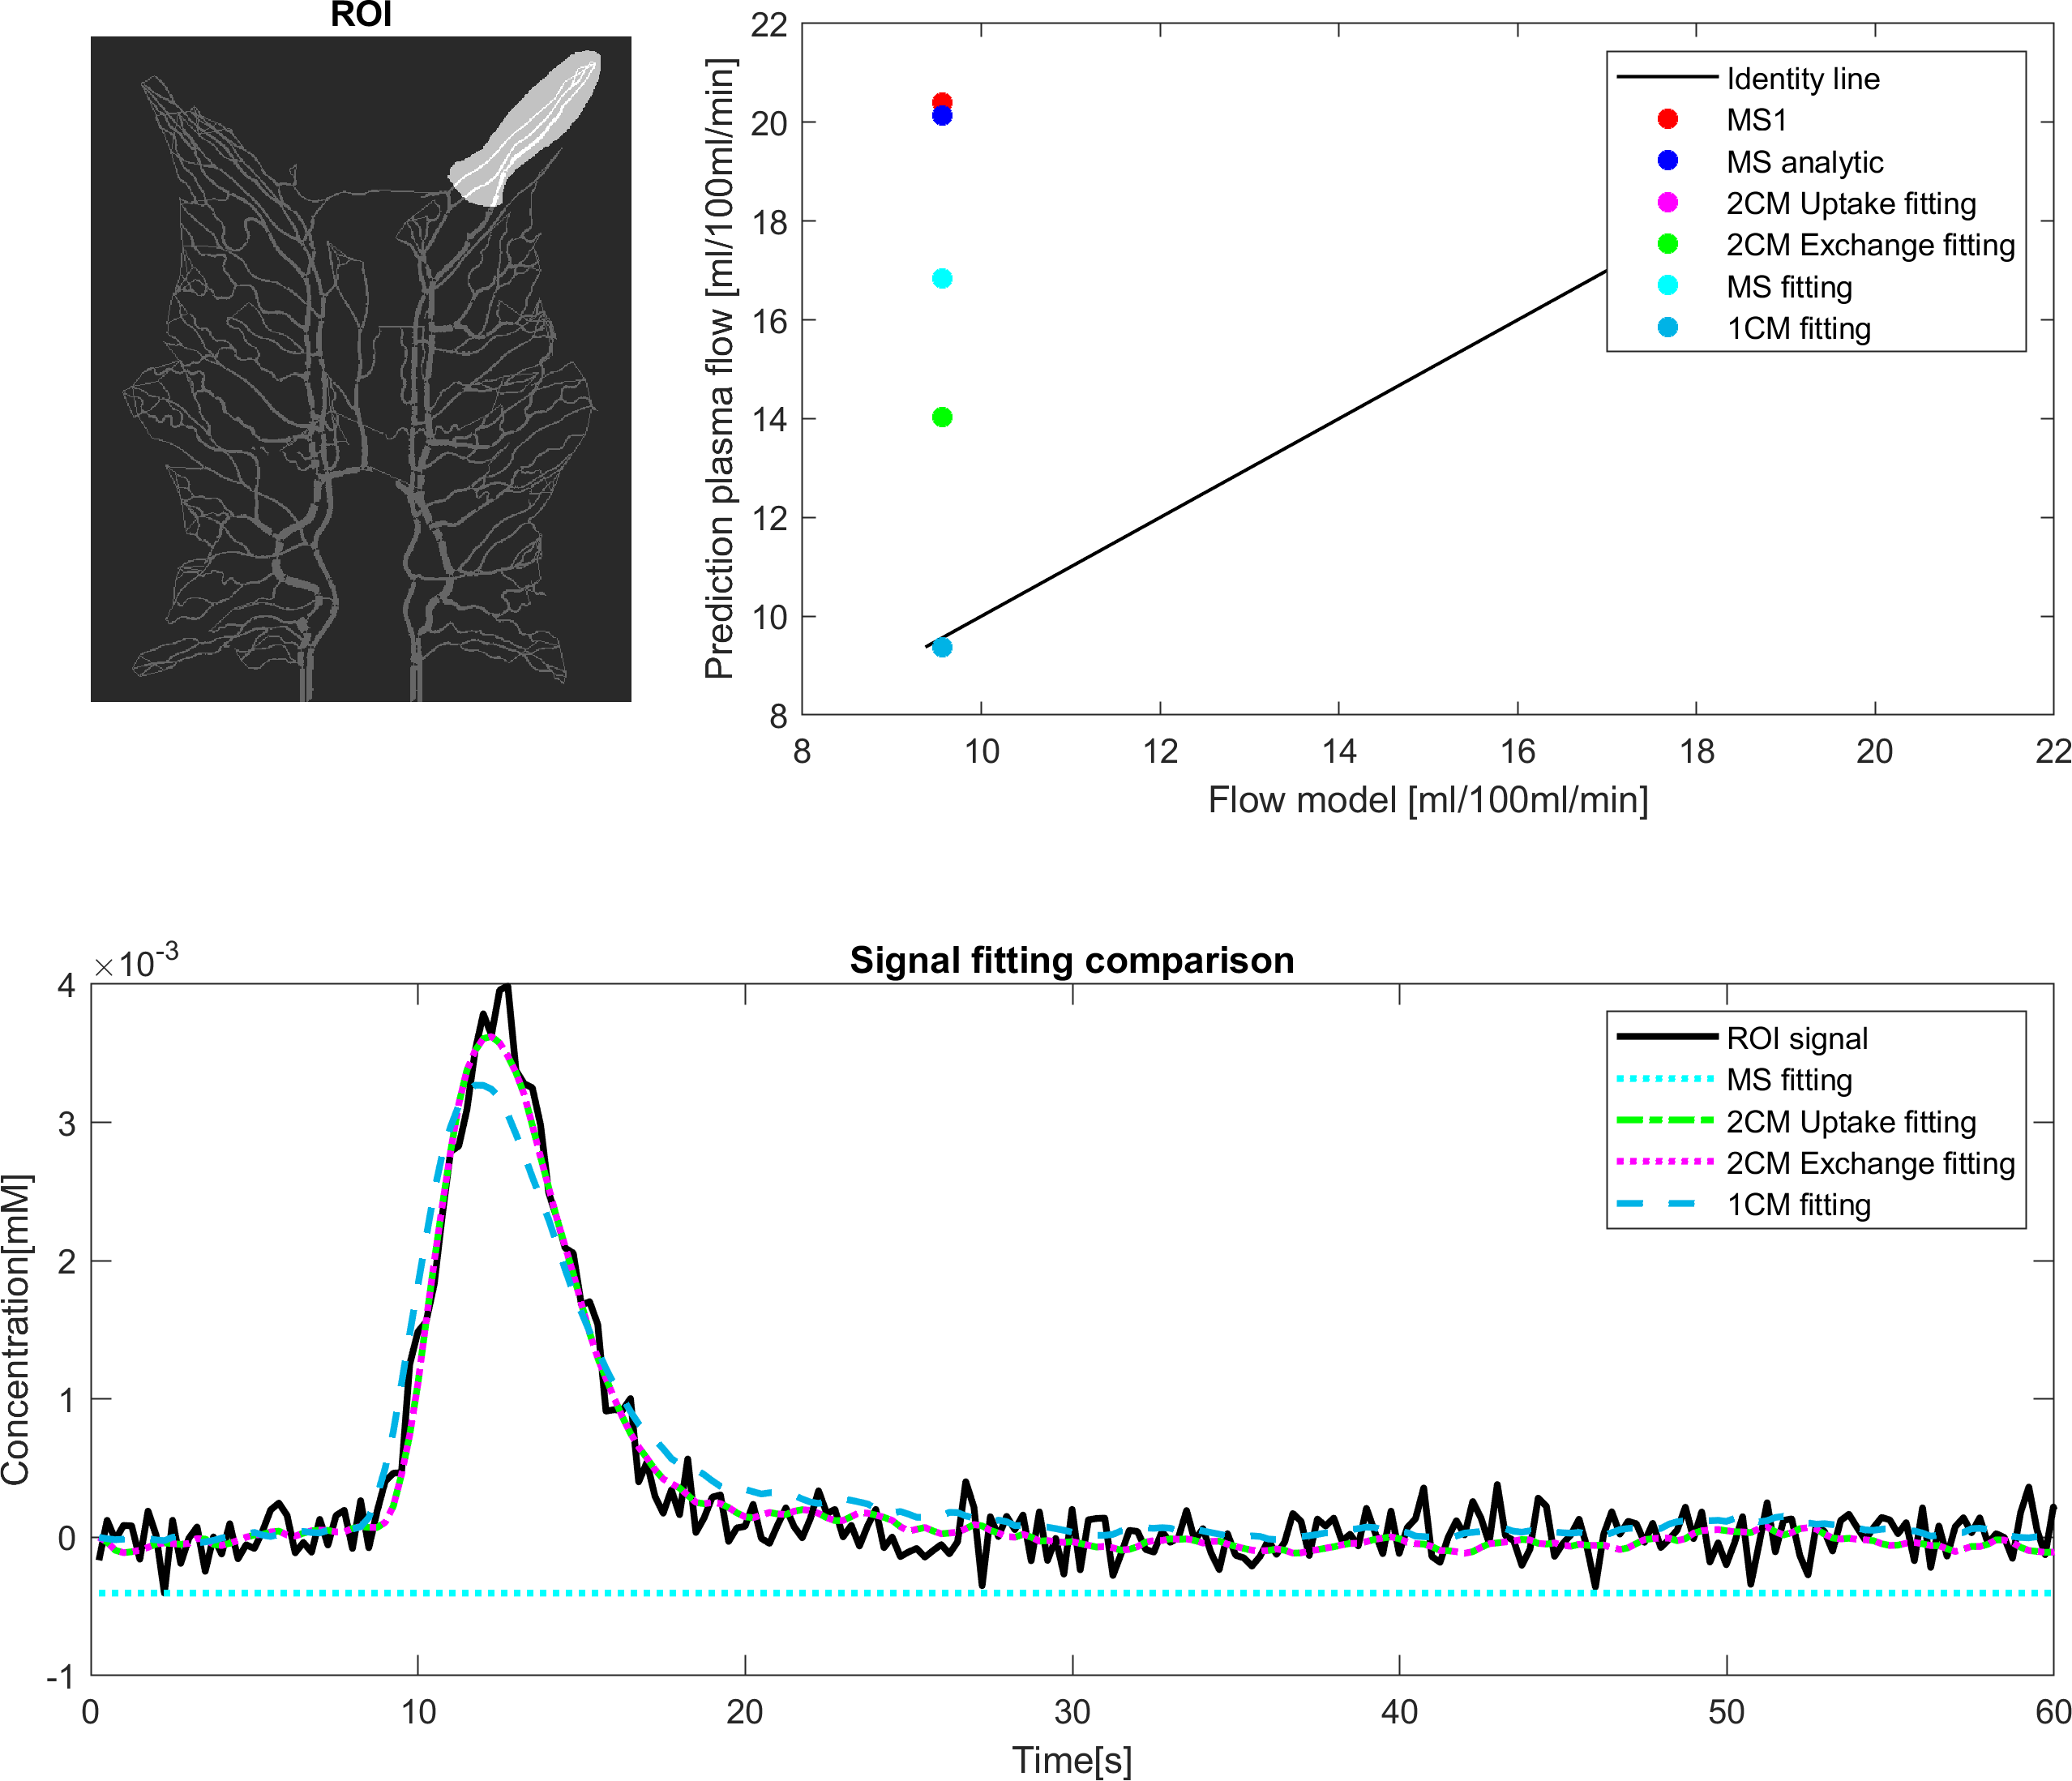 ROI
Prediction plasma flow [ml/100ml/min]
22
20
18
16
14
12
10
8
8 10 12 14 16 18 20 22
Flow model [ml/100ml/min]
Identity line
MS1
MS analytic
2CM Uptake fitting
2CM Exchange fitting
MS fitting
1CM fitting
Signal fitting comparison
×10⁻³
Concentration[mM]
4
3
2
1
0
-1
0 10 20 30 40 50 60
Time[s]
ROI signal
MS fitting
2CM Uptake fitting
2CM Exchange fitting
1CM fitting